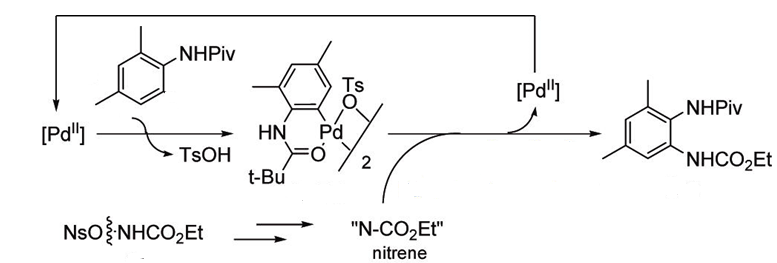 NHPiv
[Pd^II]
TsOH
Ts
O
Pd
HN
O
t-Bu
2
[Pd^II]
NHPiv
NHCO₂Et
NsO NHCO₂Et
"N-CO₂Et"
nitrene